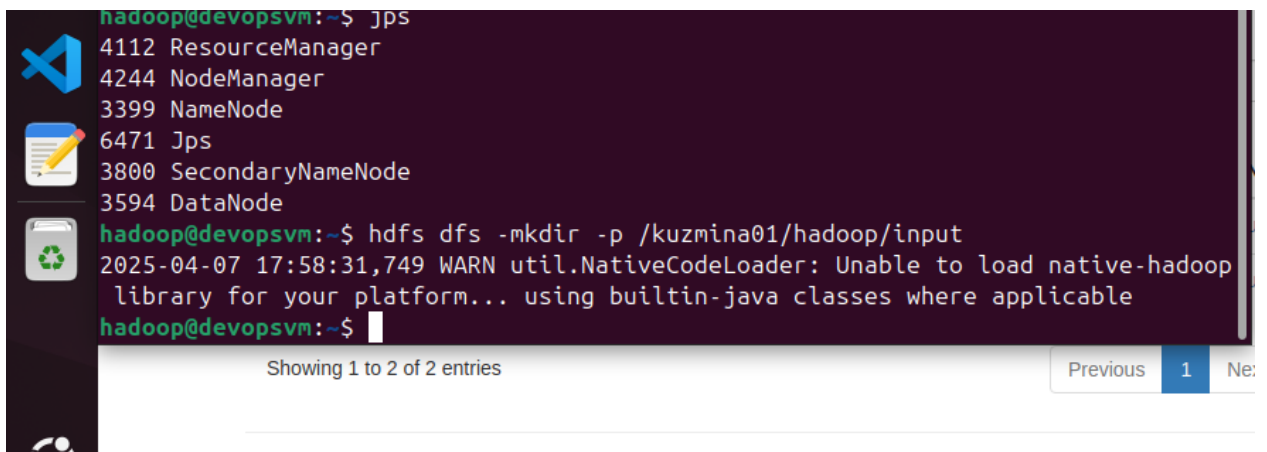 hadoop@devopsvm:~$ jps
4112 ResourceManager
4244 NodeManager
3399 NameNode
6471 Jps
3800 SecondaryNameNode
3594 DataNode
hadoop@devopsvm:~$ hdfs dfs -mkdir -p /kuzmina01/hadoop/input
2025-04-07 17:58:31,749 WARN util.NativeCodeLoader: Unable to load native-hadoop
library for your platform... using builtin-java classes where applicable
hadoop@devopsvm:~$
Showing 1 to 2 of 2 entries
Previous 1